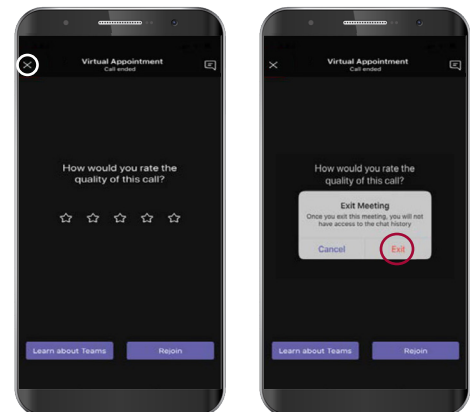 Virtual Appointment
Call ended
How would you rate the
quality of this call?
Learn about Teams
Rejoin
Virtual Appointment
Call ended
How would you rate the
quality of this call?
Exit Meeting
Once you exit this meeting, you will not
have access to the chat history
Cancel
Exit
Learn about Teams
Rejoin